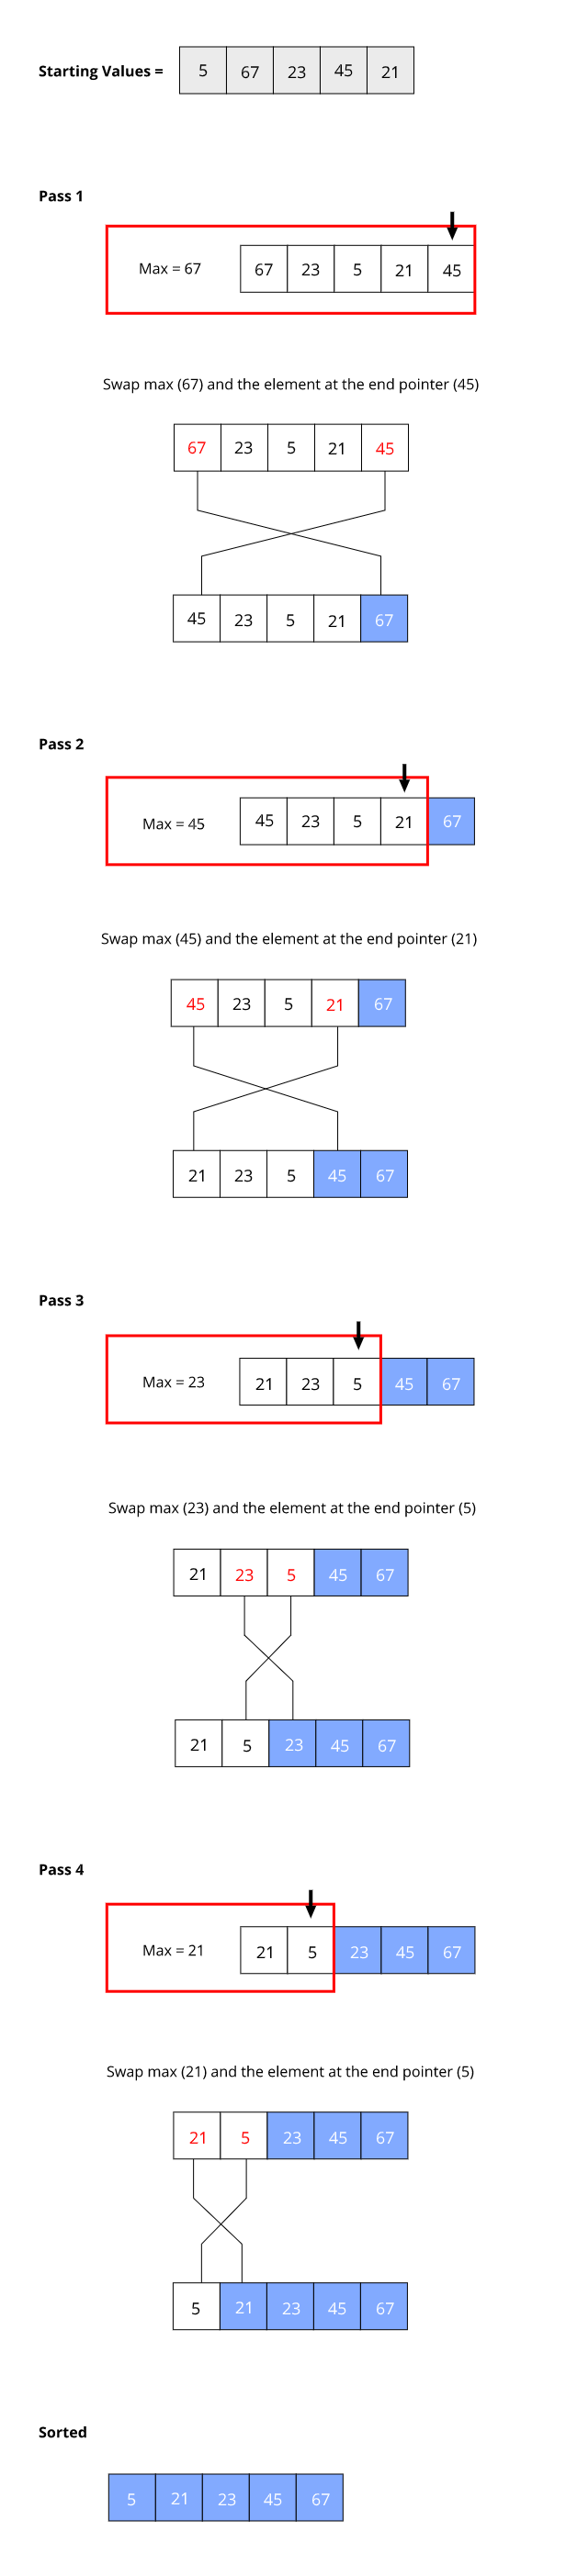 Starting Values = 5 67 23 45 21
Pass 1
Max = 67 67 23 5 21 45
Swap max (67) and the element at the end pointer (45)
67 23 5 21 45
45 23 5 21 67
Pass 2
Max = 45 45 23 5 21 67
Swap max (45) and the element at the end pointer (21)
45 23 5 21 67
21 23 5 45 67
Pass 3
Max = 23 21 23 5 45 67
Swap max (23) and the element at the end pointer (5)
21 23 5 45 67
21 5 23 45 67
Pass 4
Max = 21 21 5 23 45 67
Swap max (21) and the element at the end pointer (5)
21 5 23 45 67
5 21 23 45 67
Sorted
5 21 23 45 67